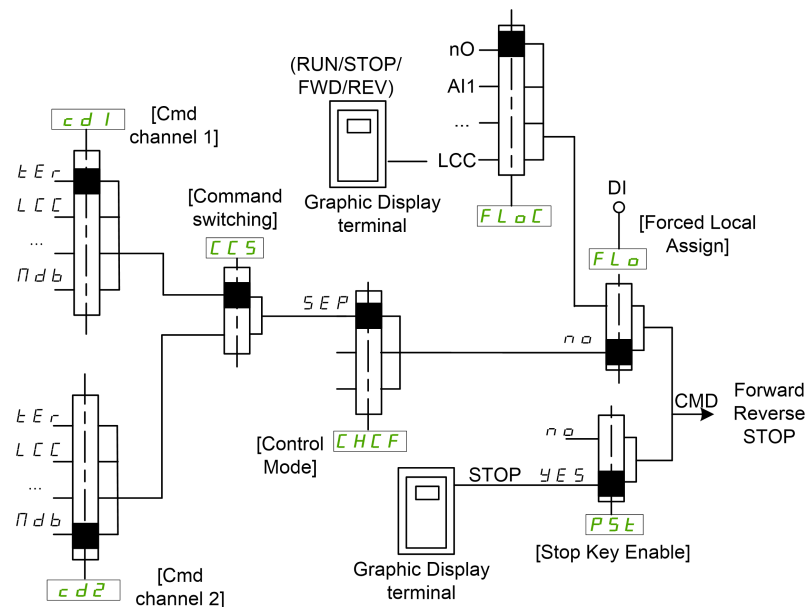 (RUN/STOP/
FWD/REV)
Graphic Display
terminal
nO
AI1
...
LCC
FLoC
DI
[Forced Local
Assign]
FLo
cd1
[Cmd
channel 1]
tEr
LCC
...
Mdb
[Command
switching]
CCS
SEP
[Control
Mode]
CHCF
no
CMD
Forward
Reverse
STOP
tEr
LCC
...
Mdb
cd2
[Cmd
channel 2]
no
STOP
YES
PSt
[Stop Key Enable]
Graphic Display
terminal